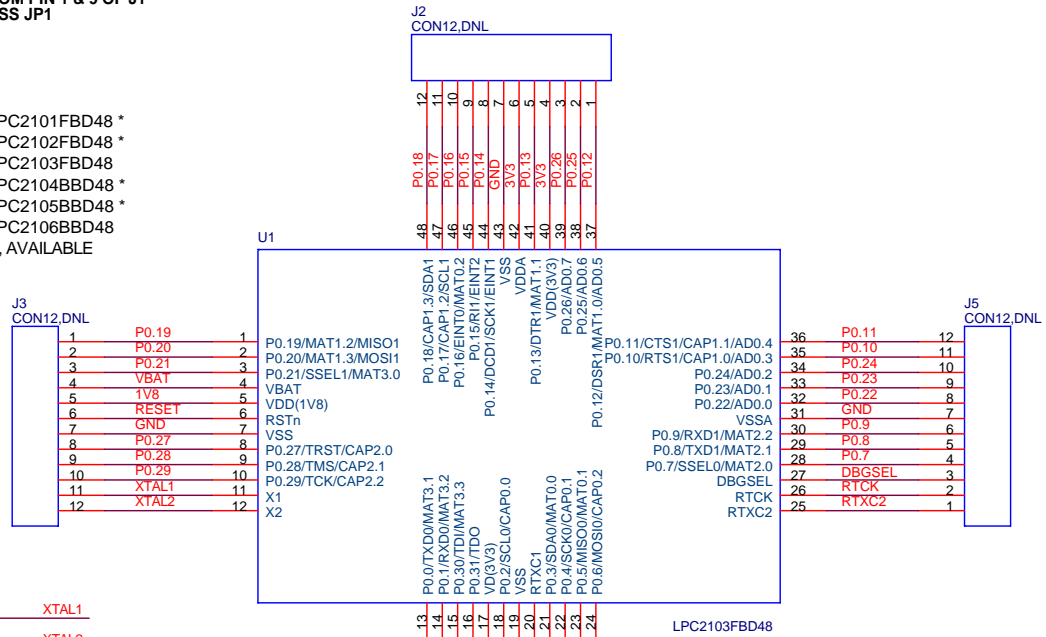 SS JP1
J2
CON12,DNL
12 11 10 9 8 7 6 5 4 3 2 1
PC2101FBD48 *
PC2102FBD48 *
PC2103FBD48
PC2104BBD48 *
PC2105BBD48 *
PC2106BBD48
, AVAILABLE
P0.18 P0.17 P0.16 P0.15 P0.14 GND 3V3 P0.13 3V3 P0.26 P0.25 P0.12
48 47 46 45 44 43 42 41 40 39 38 37
U1
P0.18/CAP1.3/SDA1
P0.17/CAP1.2/SCL1
P0.16/EINT0/MAT0.2
P0.15/RI1/EINT2
P0.14/DCD1/SCK1/EINT1
VSS
VDDA
P0.13/DTR1/MAT1.1
VDD(3V3)
P0.26/AD0.7
P0.25/AD0.6
P0.12/DSR1/MAT1.0/AD0.5
J3
CON12,DNL
1 P0.19 1 P0.19/MAT1.2/MISO1
2 P0.20 2 P0.20/MAT1.3/MOSI1
3 P0.21 3 P0.21/SSEL1/MAT3.0
4 VBAT 4 VBAT
5 1V8 5 VDD(1V8)
6 RESET 6 RSTn
7 GND 7 VSS
8 P0.27 8 P0.27/TRST/CAP2.0
9 P0.28 9 P0.28/TMS/CAP2.1
10 P0.29 10 P0.29/TCK/CAP2.2
11 XTAL1 11 X1
12 XTAL2 12 X2
J5
CON12,DNL
P0.11/CTS1/CAP1.1/AD0.4 36 P0.11 12
P0.10/RTS1/CAP1.0/AD0.3 35 P0.10 11
P0.24/AD0.2 34 P0.24 10
P0.23/AD0.1 33 P0.23 9
P0.22/AD0.0 32 P0.22 8
VSSA 31 GND 7
P0.9/RXD1/MAT2.2 30 P0.9 6
P0.8/TXD1/MAT2.1 29 P0.8 5
P0.7/SSEL0/MAT2.0 28 P0.7 4
DBGSEL 27 DBGSEL 3
RTCK 26 RTCK 2
RTXC2 25 RTXC2 1
P0.0/TXD0/MAT3.1
P0.1/RXD0/MAT3.2
P0.30/TDI/MAT3.3
P0.31/TDO
VD(3V3)
P0.2/SCL0/CAP0.0
VSS
RTXC1
P0.3/SDA0/MAT0.0
P0.4/SCK0/CAP0.1
P0.5/MISO0/MAT0.1
P0.6/MOSI0/CAP0.2
13 14 15 16 17 18 19 20 21 22 23 24
LPC2103FBD48
XTAL1